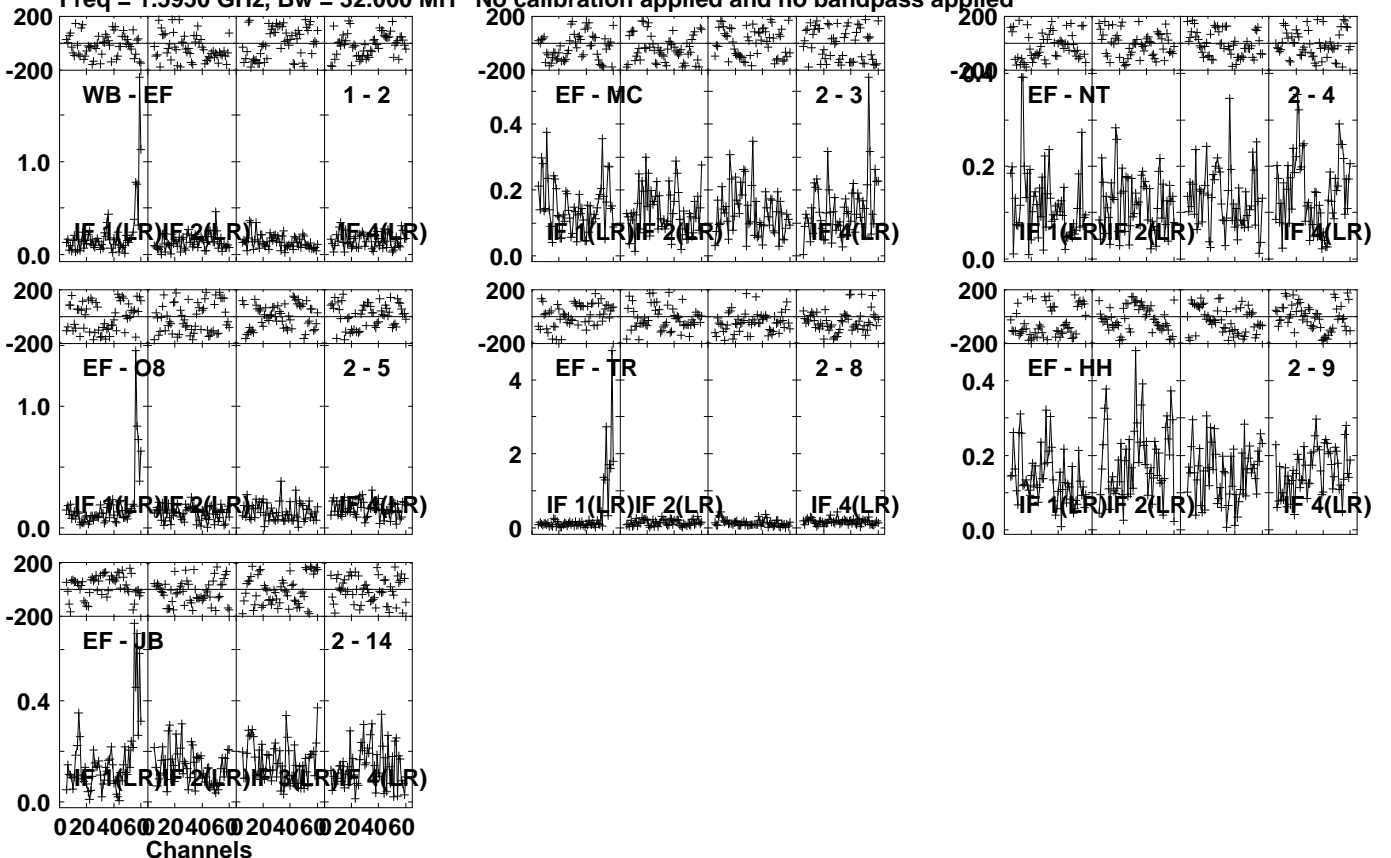 Freq = 1.5950 GHz, Bw = 32.000 MH No calibration applied and no bandpass applied
200
-200
WB - EF 1 - 2
1.0
0.0
IF 1(LR) IF 2(LR) IF 4(LR)
200
-200
EF - MC 2 - 3
0.4
0.2
0.0
IF 1(LR) IF 2(LR) IF 4(LR)
200
-200
0.4
EF - NT 2 - 4
0.2
0.0
IF 1(LR) IF 2(LR) IF 4(LR)
200
-200
EF - O8 2 - 5
1.0
0.0
IF 1(LR) IF 2(LR) IF 4(LR)
200
-200
EF - TR 2 - 8
4
2
0
IF 1(LR) IF 2(LR) IF 4(LR)
200
-200
EF - HH 2 - 9
0.4
0.2
0.0
IF 1(LR) IF 2(LR) IF 4(LR)
200
-200
EF - JB 2 - 14
0.4
0.0
IF 1(LR) IF 2(LR) IF 3(LR) IF 4(LR)
0 20 40 60 0 20 40 60 0 20 40 60 0 20 40 60
Channels